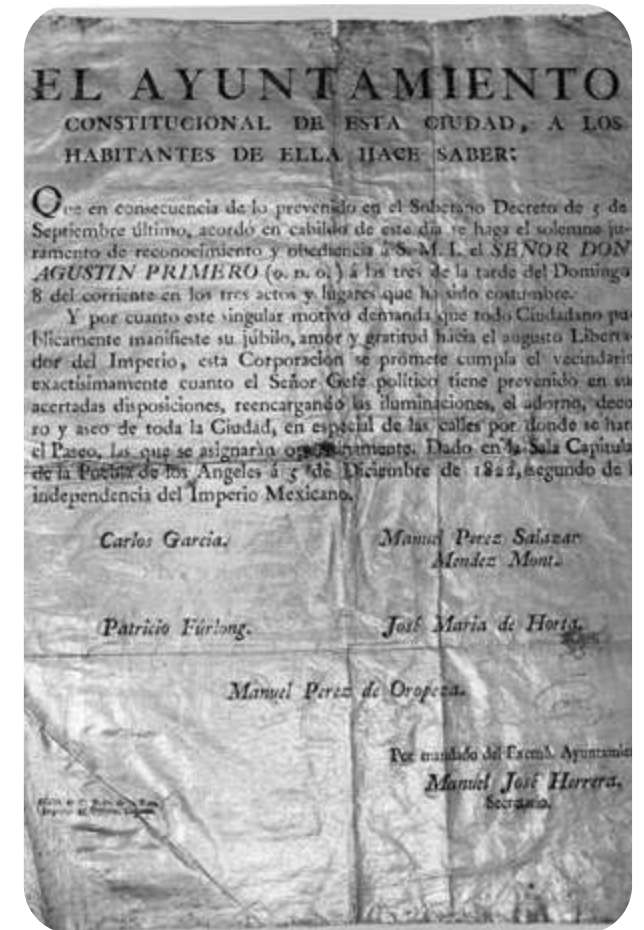 EL AYUNTAMIENTO
CONSTITUCIONAL DE ESTA CIUDAD, A LOS
HABITANTES DE ELLA HACE SABER:
Que en consecuencia de lo prevenido en el Soberano Decreto de 5 de
Septiembre último, acordó en cabildo de este dia se haga el solemne ju-
ramento de reconocimiento y obediencia á S. M. I. el SEÑOR DON
AGUSTIN PRIMERO (q. D. g.) á las tres de la tarde del Domingo
8 del corriente en los tres actos y lugares que ha sido costumbre.
Y por cuanto este singular motivo demanda que todo Ciudadano pu-
blicamente manifieste su júbilo, amor y gratitud hácia el augusto Liberta-
dor del Imperio, esta Corporacion se promete cumpla el vecindario
exactísimamente cuanto el Señor Gefe político tiene prevenido en su
acertadas disposiciones, reencargando las iluminaciones, el adorno, deco
ro y aseo de toda la Ciudad, en especial de las calles por donde se har
el Paseo, las que se asignarán oportunamente. Dado en la Sala Capitula
de la Puebla de los Angeles á 5 de Diciembre de 1822, segundo de l
independencia del Imperio Mexicano.
Carlos Garcia.
Manuel Perez Salazar
Mendez Mont.
Patricio Fúrlong.
José Maria de Horta.
Manuel Perez de Oropeza.
Por mandado del Excmô. Ayuntamie
Manuel José Herrera.
Secretario.